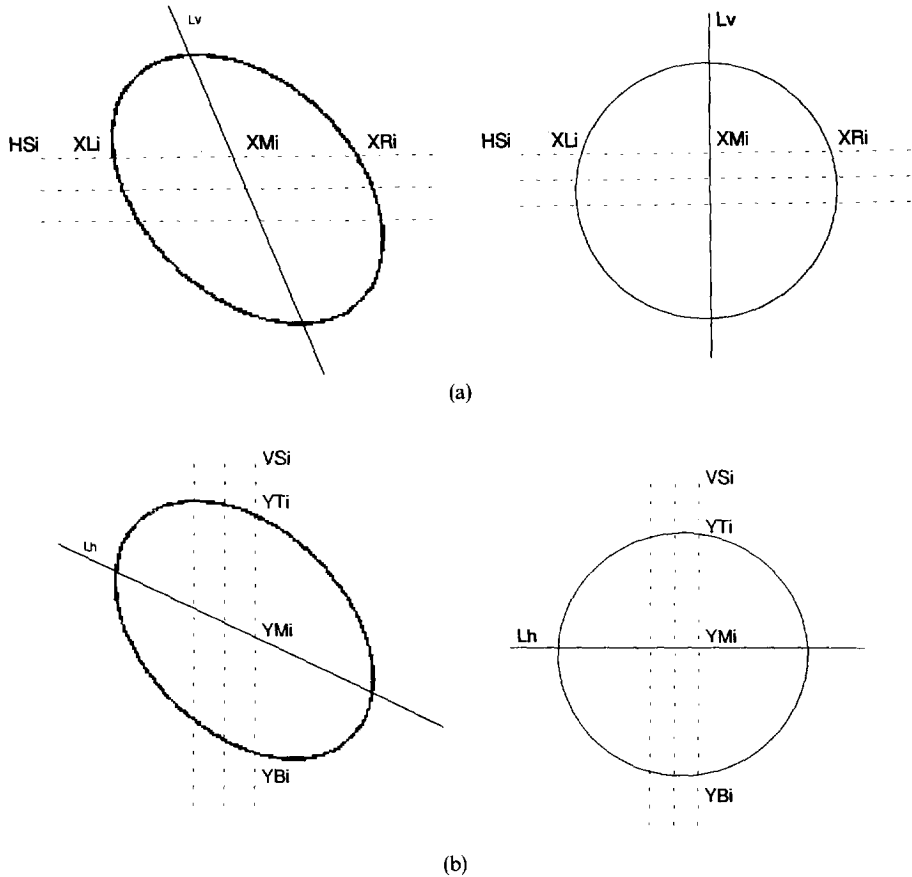 Lv
HSi XLi XMi XRi
Lv
HSi XLi XMi XRi
(a)
VSi
YTi
Lh
YMi
YBi
VSi
YTi
Lh YMi
YBi
(b)